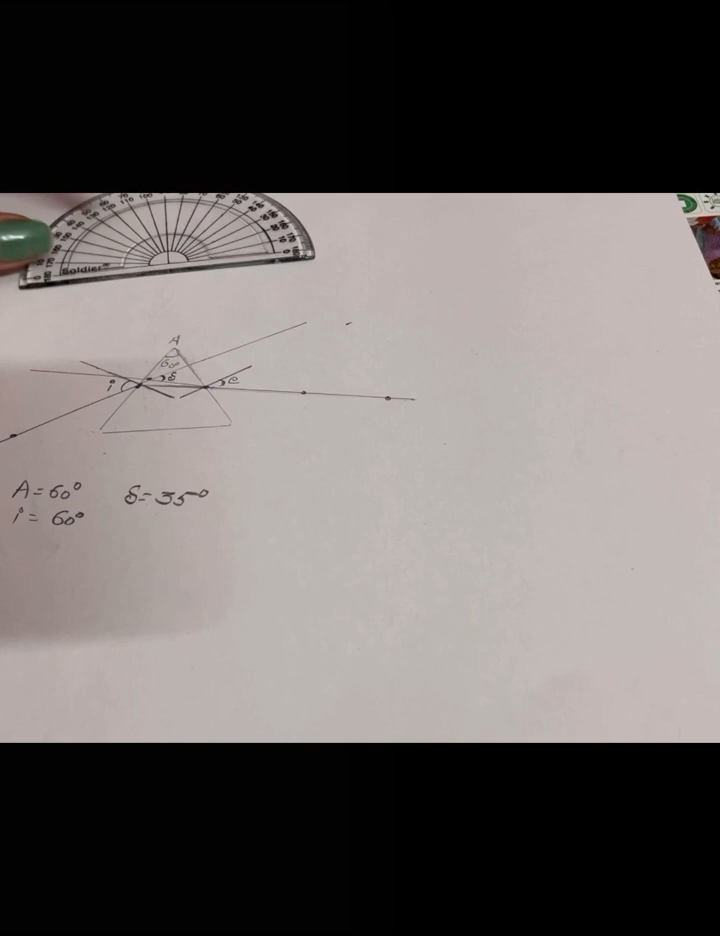 Soldier
A
60°
i δ e
A = 60° δ = 35°
i = 60°